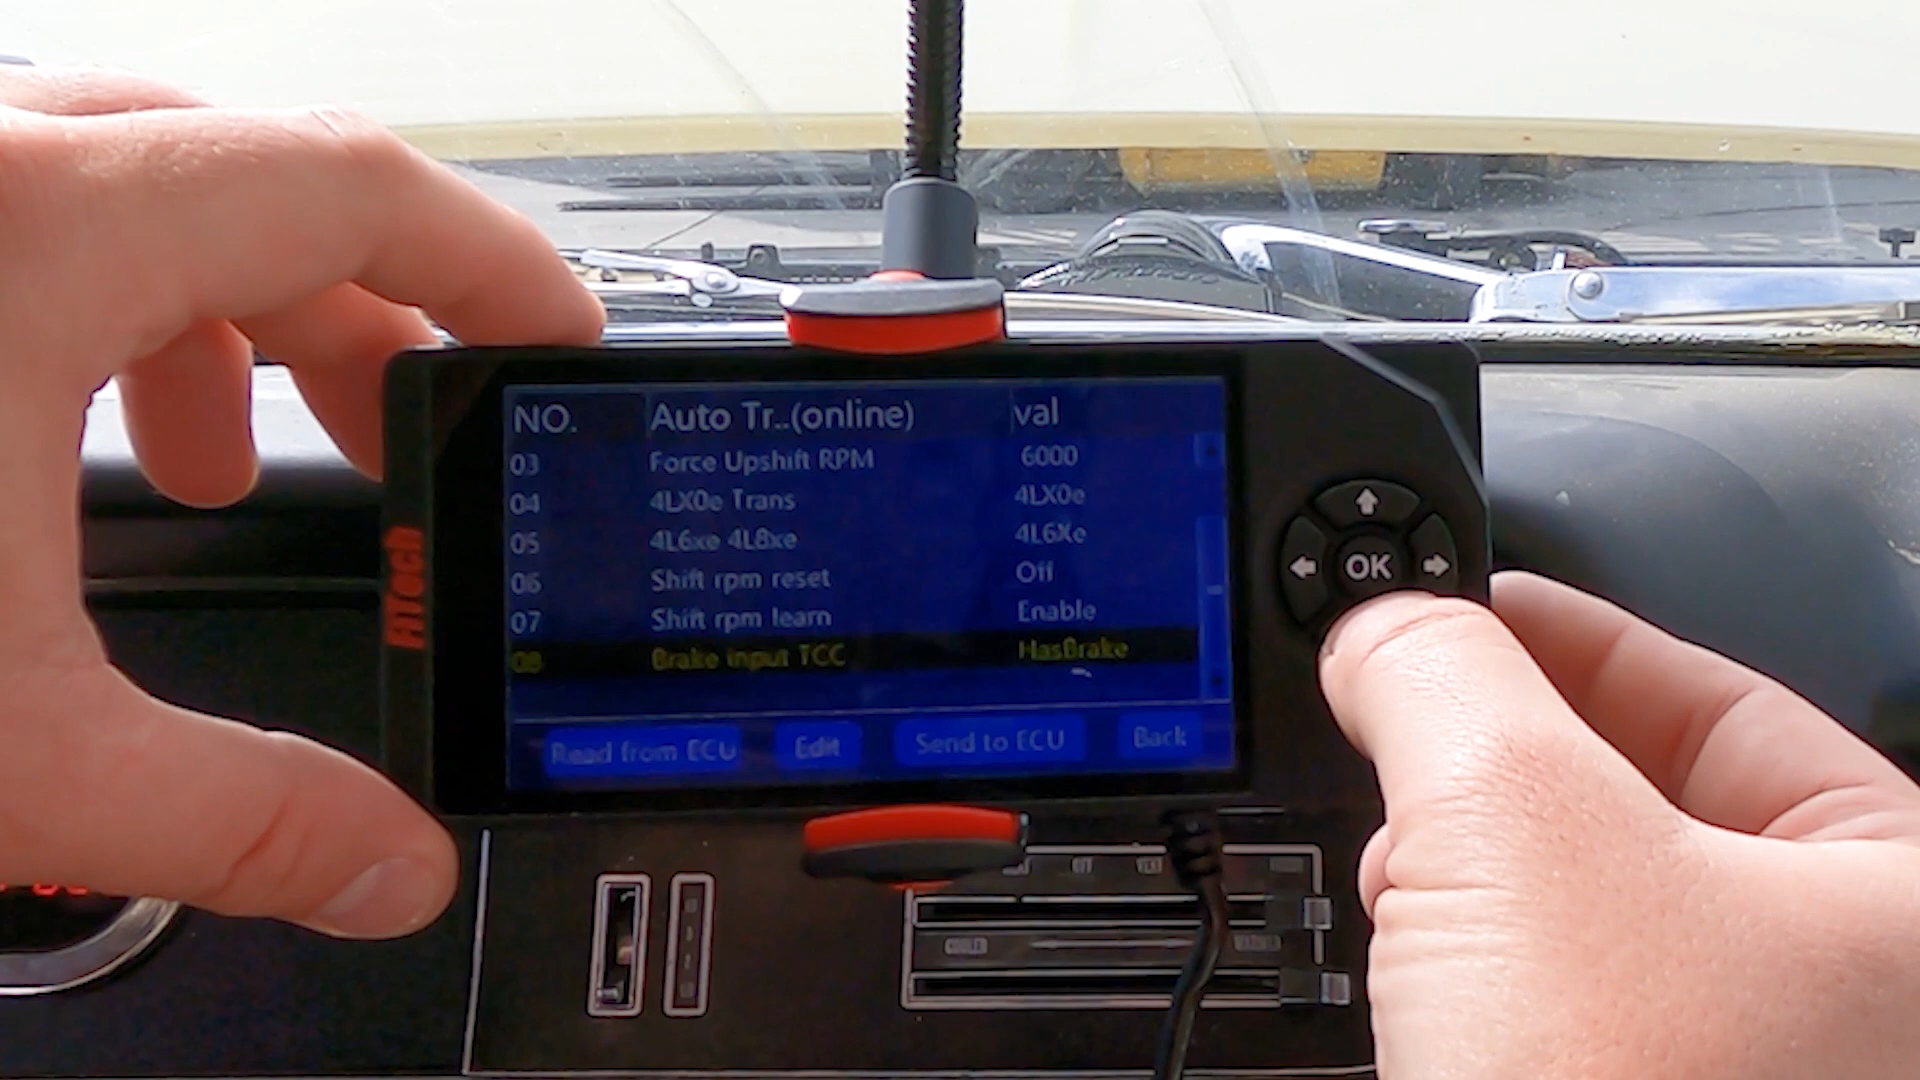 NO. Auto Tr..(online) val
03 Force Upshift RPM 6000
04 4LX0e Trans 4LX0e
05 4L6xe 4L8xe 4L6Xe
06 Shift rpm reset Off
07 Shift rpm learn Enable
08 Brake Input TCC HasBrake
Read from ECU Edit Send to ECU Back
OK
COOLER